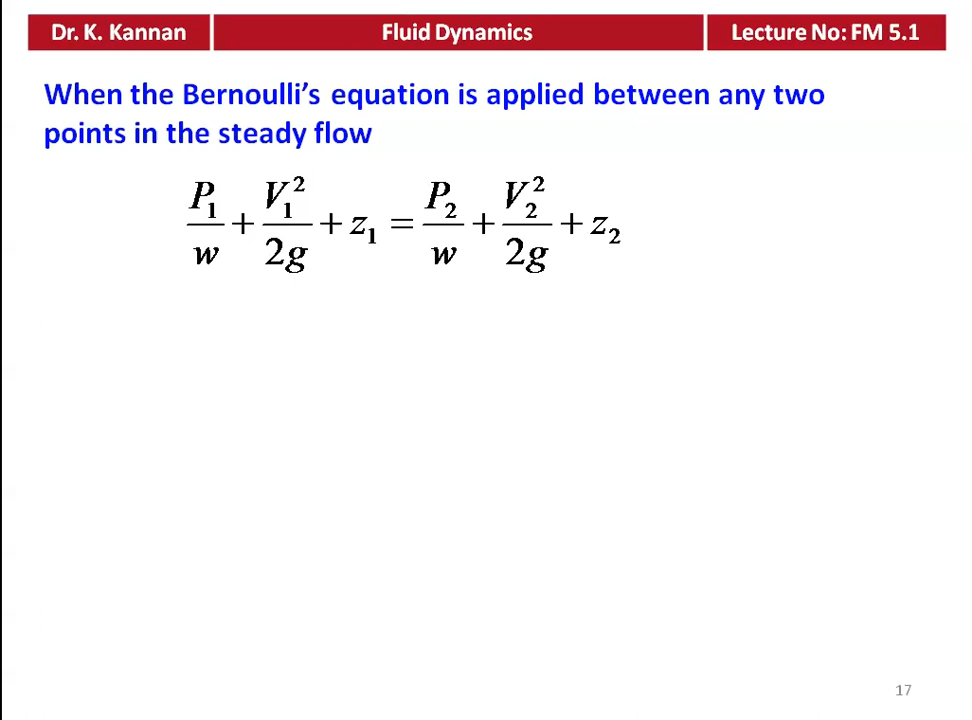 Dr. K. Kannan Fluid Dynamics Lecture No: FM 5.1
When the Bernoulli's equation is applied between any two
points in the steady flow
P₁/w + V₁²/2g + z₁ = P₂/w + V₂²/2g + z₂
17